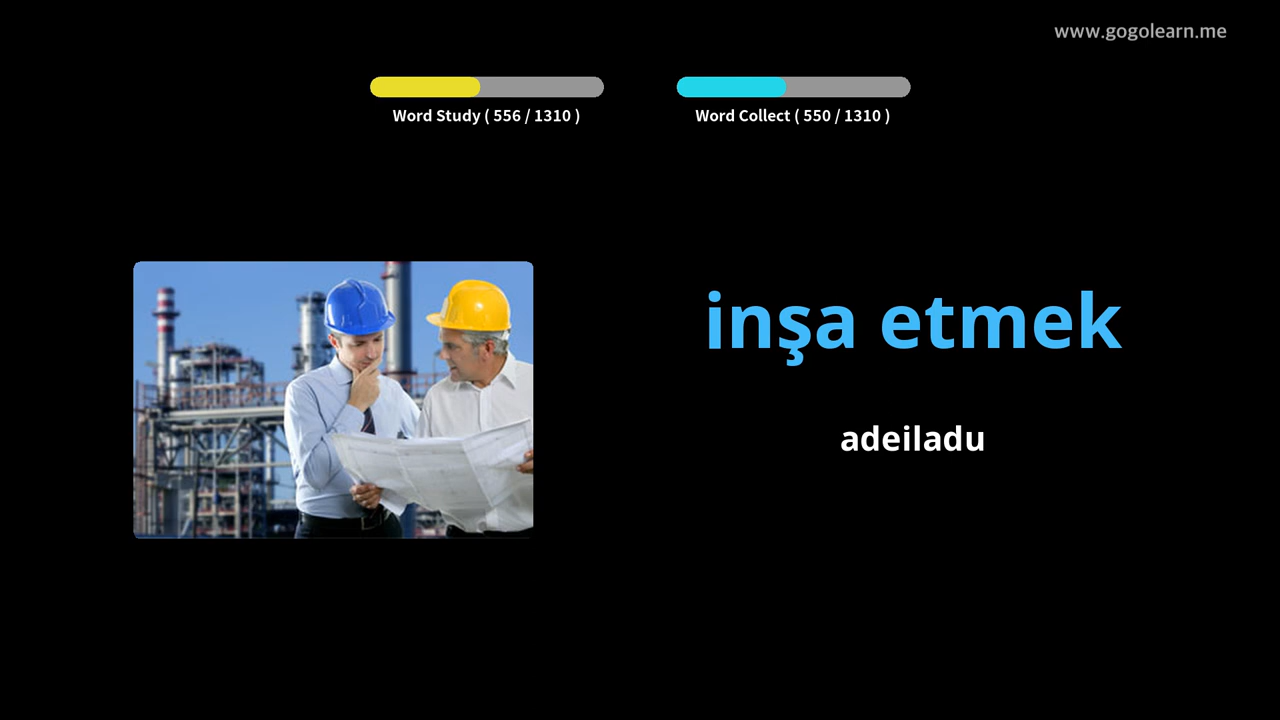 www.gogolearn.me
Word Study ( 556 / 1310 )
Word Collect ( 550 / 1310 )
inşa etmek
adeiladu